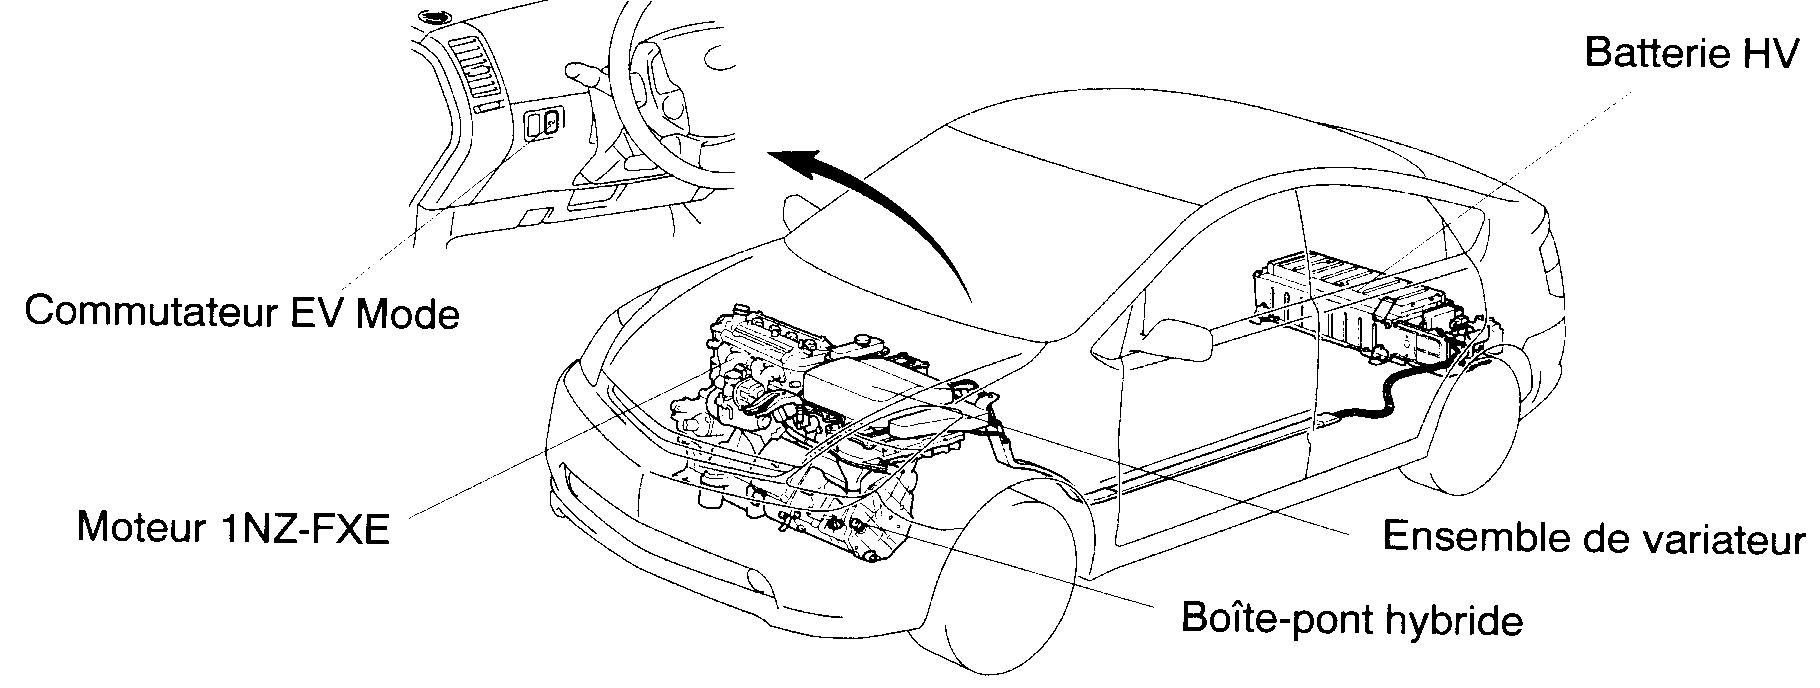 Batterie HV
Commutateur EV Mode
Moteur 1NZ-FXE
Ensemble de variateur
Boîte-pont hybride